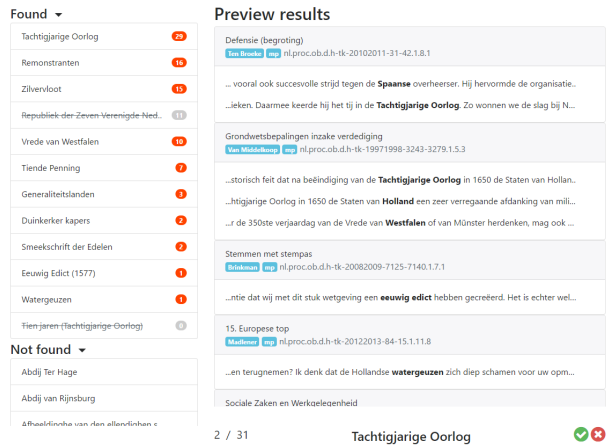 Found
Tachtigjarige Oorlog 29
Remonstranten 16
Zilvervloot 15
Republiek der Zeven Verenigde Ned.. 11
Vrede van Westfalen 10
Tiende Penning 7
Generaliteitslanden 3
Duinkerker kapers 2
Smeekschrift der Edelen 2
Eeuwig Edict (1577) 1
Watergeuzen 1
Tien jaren (Tachtigjarige Oorlog) 0
Not found
Abdij Ter Hage
Abdij van Rijnsburg
Afbeeldinghe van den ellendighen s
Preview results
Defensie (begroting)
Ten Broeke mp nl.proc.ob.d.h-tk-20102011-31-42.1.8.1
... vooral ook succesvolle strijd tegen de Spaanse overheerser. Hij hervormde de organisatie..
...ieken. Daarmee keerde hij het tij in de Tachtigjarige Oorlog. Zo wonnen we de slag bij N...
Grondwetsbepalingen inzake verdediging
Van Middelkoop mp nl.proc.ob.d.h-tk-19971998-3243-3279.1.5.3
...storisch feit dat na beëindiging van de Tachtigjarige Oorlog in 1650 de Staten van Hollan..
...htigjarige Oorlog in 1650 de Staten van Holland een zeer verregaande afdanking van mili...
...r de 350ste verjaardag van de Vrede van Westfalen of van Münster herdenken, mag ook ...
Stemmen met stempas
Brinkman mp nl.proc.ob.d.h-tk-20082009-7125-7140.1.7.1
...ntie dat wij met dit stuk wetgeving een eeuwig edict hebben gecreëerd. Het is echter wel...
15. Europese top
Madlener mp nl.proc.ob.d.h-tk-20122013-84-15.1.11.8
...en terugnemen? Ik denk dat de Hollandse watergeuzen zich diep schamen voor uw opm...
Sociale Zaken en Werkgelegenheid
2 / 31 Tachtigjarige Oorlog